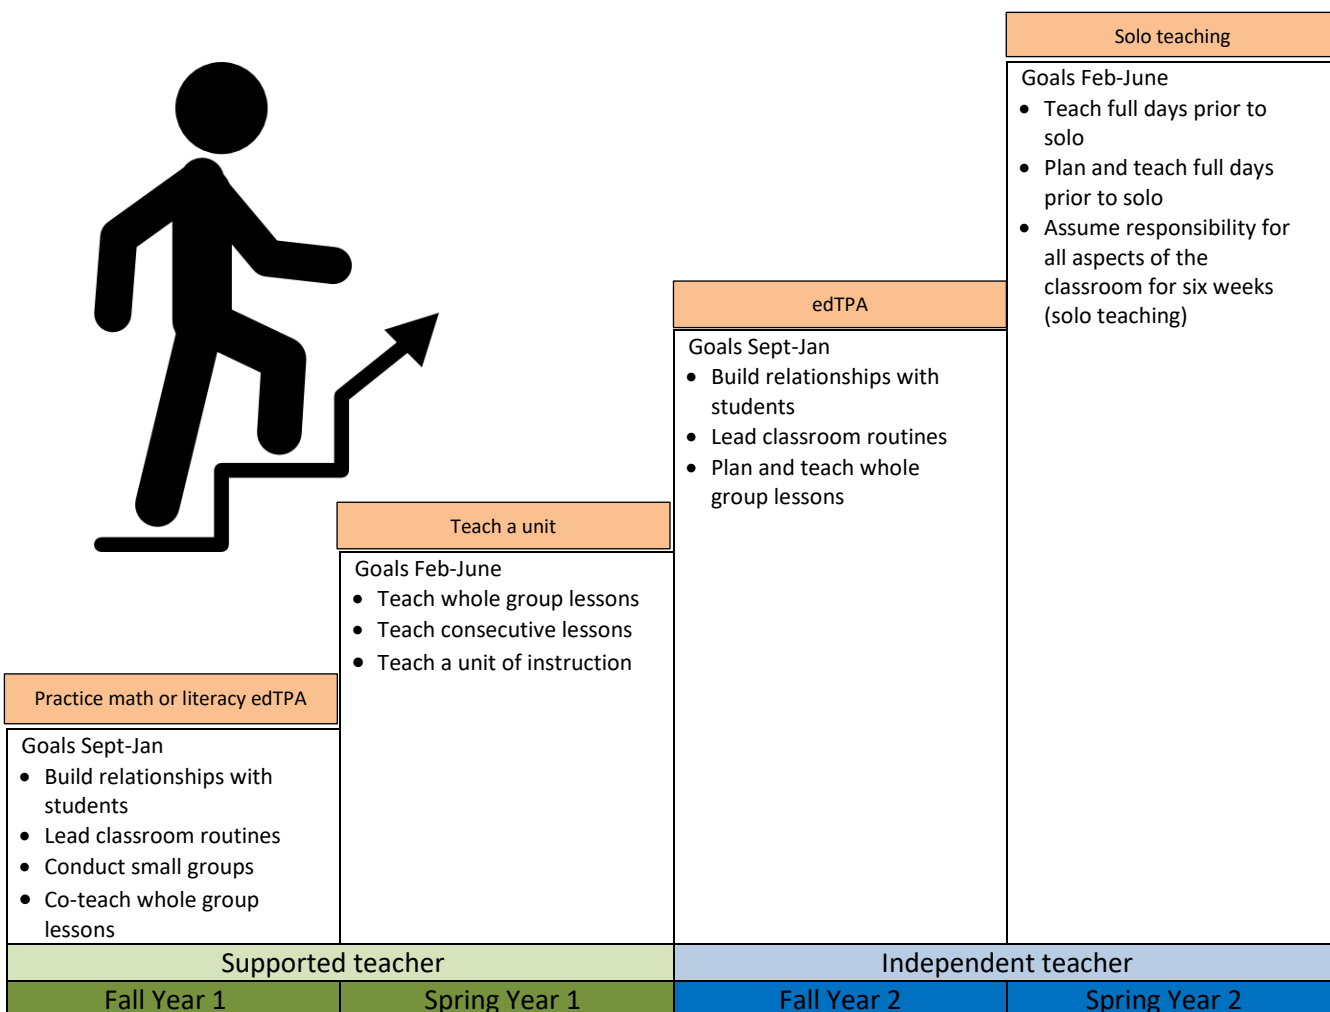 Solo teaching
Goals Feb-June
• Teach full days prior to
solo
• Plan and teach full days
prior to solo
• Assume responsibility for
all aspects of the
classroom for six weeks
(solo teaching)
edTPA
Goals Sept-Jan
• Build relationships with
students
• Lead classroom routines
• Plan and teach whole
group lessons
Teach a unit
Goals Feb-June
• Teach whole group lessons
• Teach consecutive lessons
• Teach a unit of instruction
Practice math or literacy edTPA
Goals Sept-Jan
• Build relationships with
students
• Lead classroom routines
• Conduct small groups
• Co-teach whole group
lessons
Supported teacher
Independent teacher
Fall Year 1
Spring Year 1
Fall Year 2
Spring Year 2